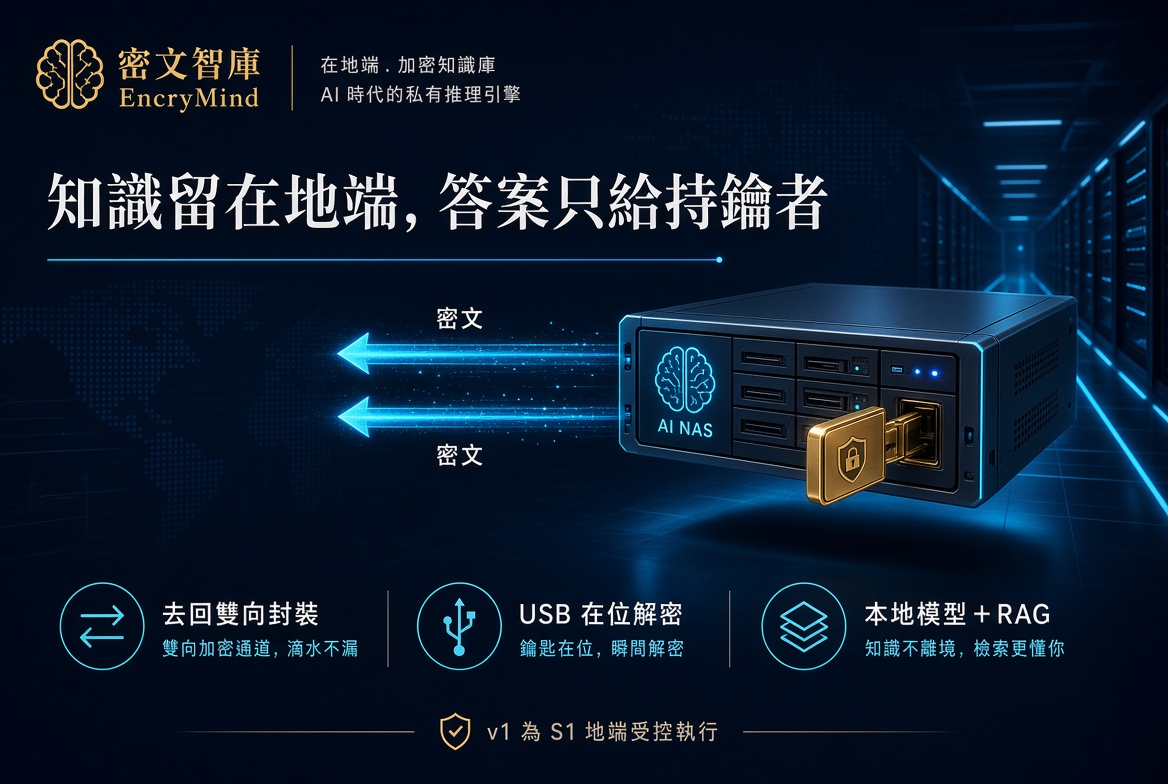 密文智庫
EncryMind
在地端．加密知識庫
AI 時代的私有推理引擎
知識留在地端，答案只給持鑰者
密文
密文
AI NAS
去回雙向封裝
雙向加密通道，滴水不漏
USB 在位解密
鑰匙在位，瞬間解密
本地模型＋RAG
知識不離境，檢索更懂你
v1 為 S1 地端受控執行